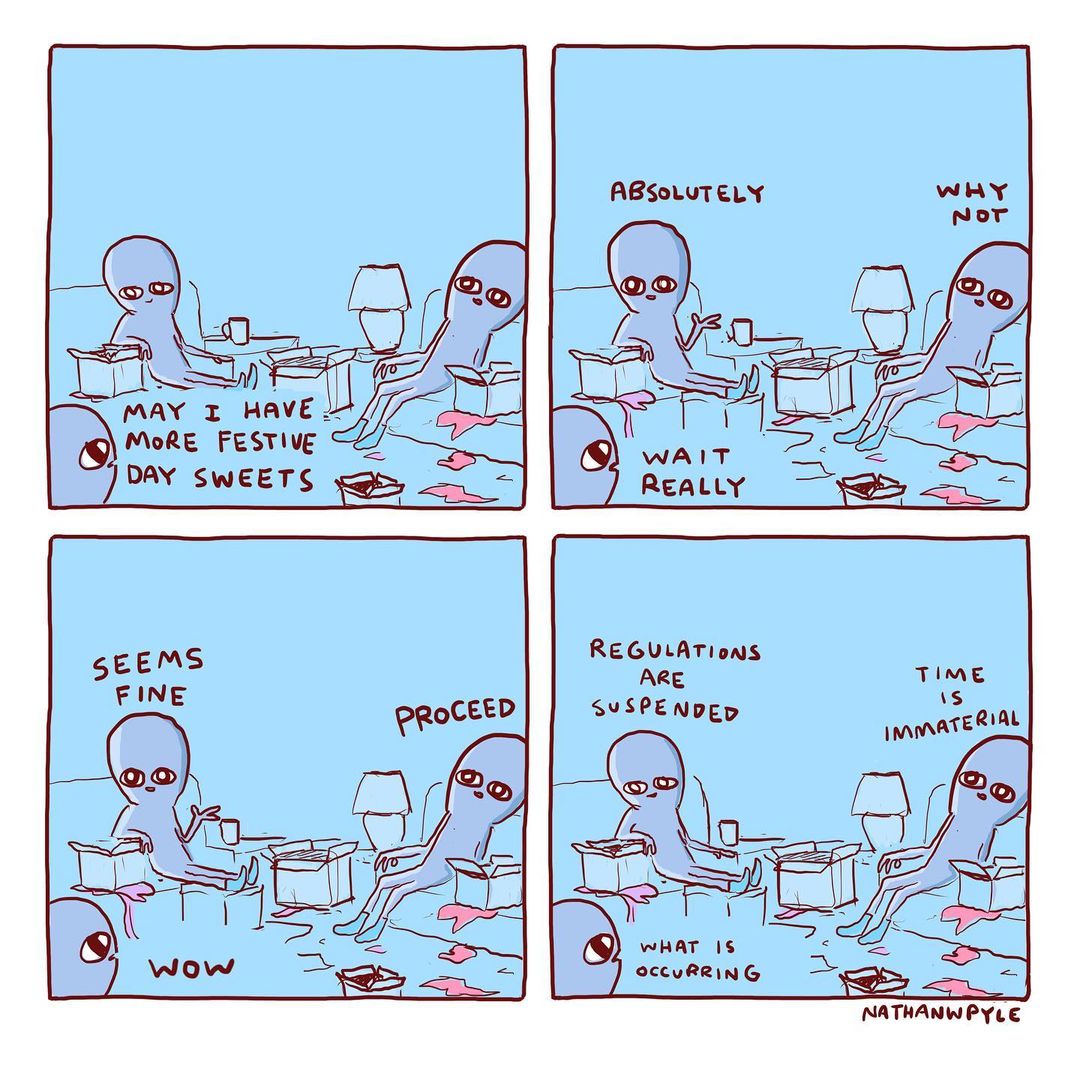 MAY I HAVE
MORE FESTIVE
DAY SWEETS
ABSOLUTELY
WHY
NOT
WAIT
REALLY
SEEMS
FINE
PROCEED
WOW
REGULATIONS
ARE
SUSPENDED
TIME
IS
IMMATERIAL
WHAT IS
OCCURRING
NATHANWPYLE